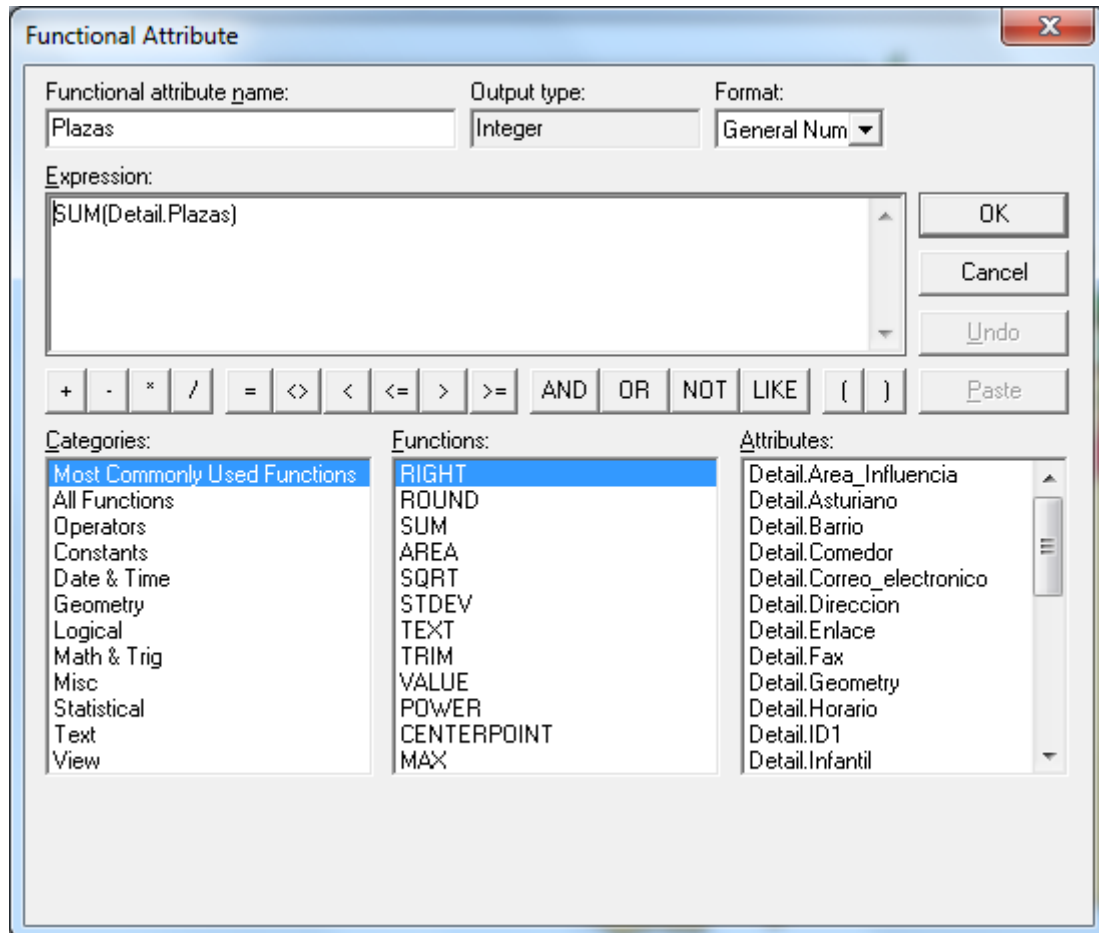 Functional Attribute
Functional attribute name: Output type: Format:
Plazas Integer General Num
Expression:
SUM(Detail.Plazas)
OK
Cancel
Undo
+ - * / = <> < <= > >= AND OR NOT LIKE ( ) Paste
Categories: Functions: Attributes:
Most Commonly Used Functions RIGHT Detail.Area_Influencia
All Functions ROUND Detail.Asturiano
Operators SUM Detail.Barrio
Constants AREA Detail.Comedor
Date & Time SQRT Detail.Correo_electronico
Geometry STDEV Detail.Direccion
Logical TEXT Detail.Enlace
Math & Trig TRIM Detail.Fax
Misc VALUE Detail.Geometry
Statistical POWER Detail.Horario
Text CENTERPOINT Detail.ID1
View MAX Detail.Infantil